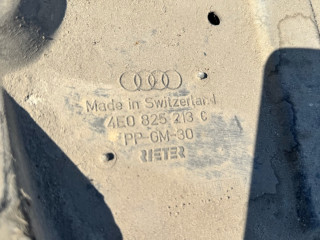 Made in Switzerland
4E0 825 213 C
PP-GM-30
RIETER